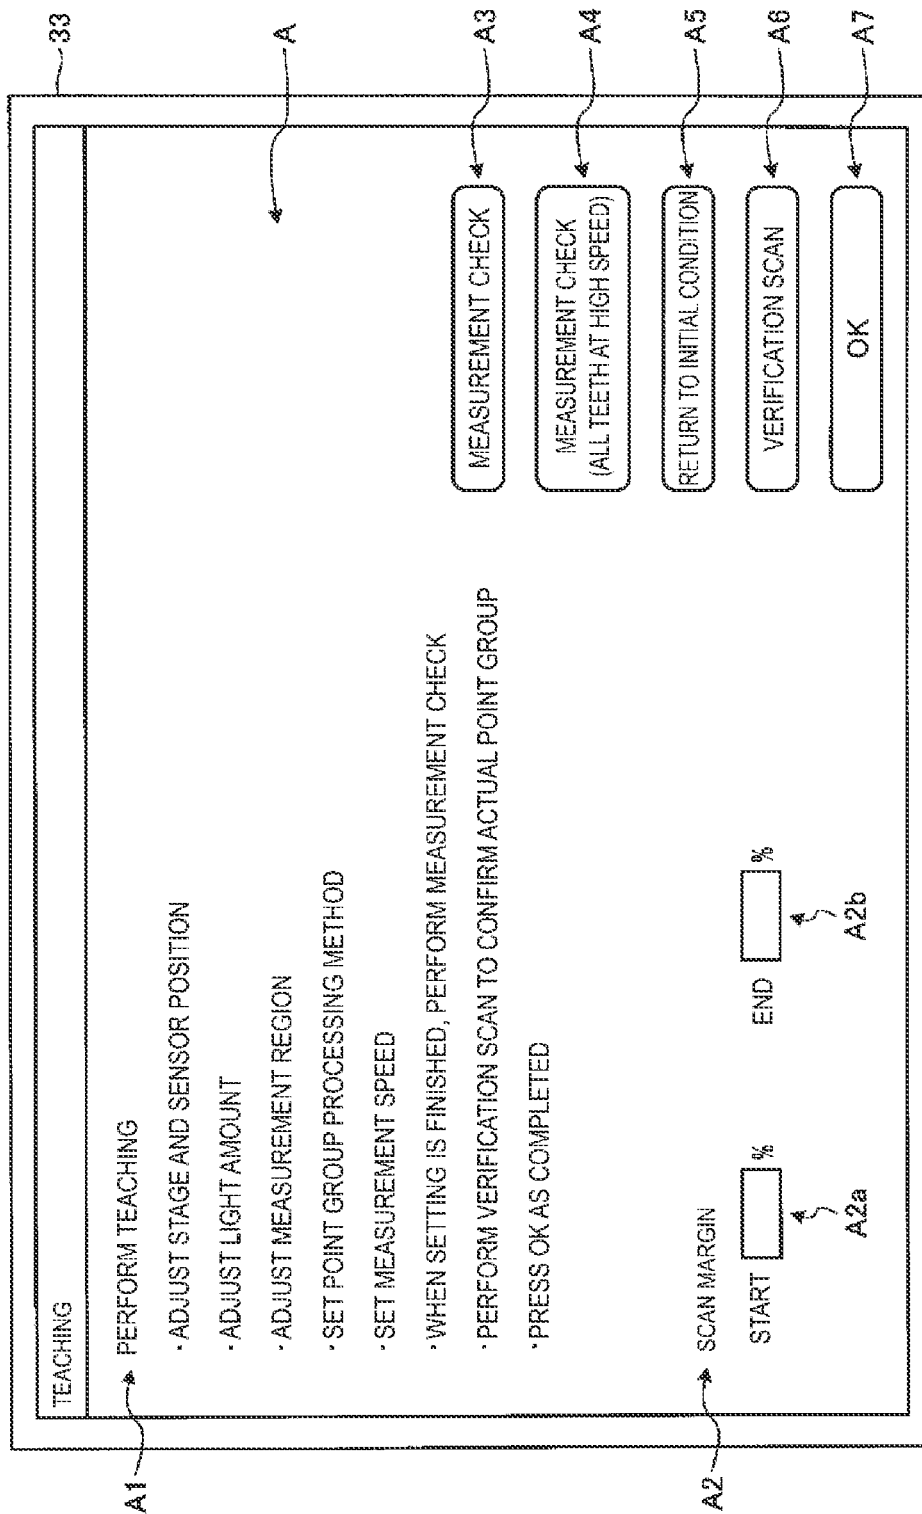 33
TEACHING
A
A1
PERFORM TEACHING
· ADJUST STAGE AND SENSOR POSITION
· ADJUST LIGHT AMOUNT
· ADJUST MEASUREMENT REGION
· SET POINT GROUP PROCESSING METHOD
· SET MEASUREMENT SPEED
· WHEN SETTING IS FINISHED, PERFORM MEASUREMENT CHECK
· PERFORM VERIFICATION SCAN TO CONFIRM ACTUAL POINT GROUP
· PRESS OK AS COMPLETED
A2
SCAN MARGIN
START %
END %
A2a
A2b
MEASUREMENT CHECK
A3
MEASUREMENT CHECK
(ALL TEETH AT HIGH SPEED)
A4
RETURN TO INITIAL CONDITION
A5
VERIFICATION SCAN
A6
OK
A7